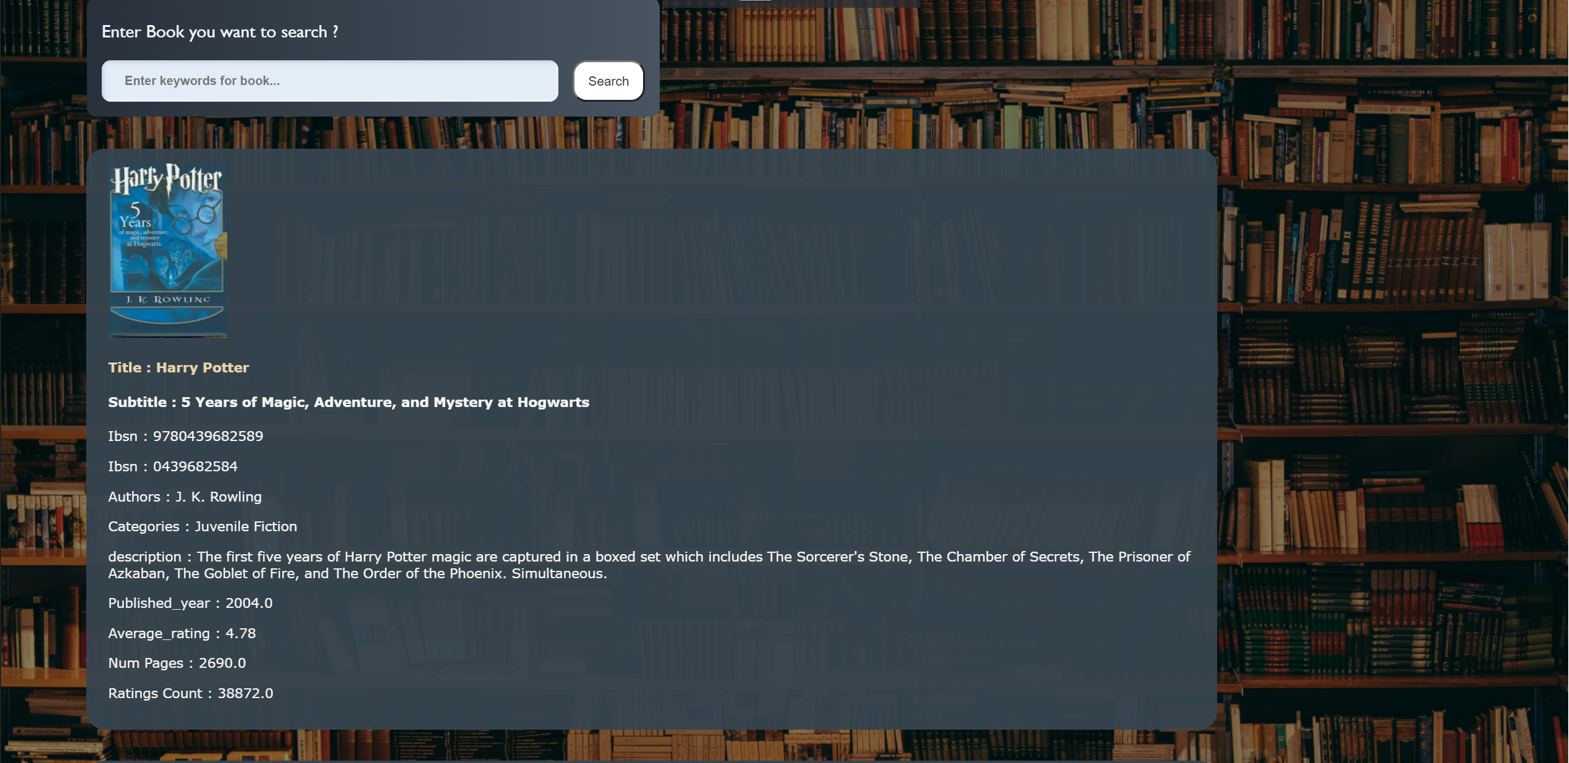 Enter Book you want to search ?
Enter keywords for book...
Search
Harry Potter
5
Years
of magic, adventure,
and mystery
at Hogwarts.
J. K. ROWLING
Title : Harry Potter
Subtitle : 5 Years of Magic, Adventure, and Mystery at Hogwarts
Ibsn : 9780439682589
Ibsn : 0439682584
Authors : J. K. Rowling
Categories : Juvenile Fiction
description : The first five years of Harry Potter magic are captured in a boxed set which includes The Sorcerer's Stone, The Chamber of Secrets, The Prisoner of
Azkaban, The Goblet of Fire, and The Order of the Phoenix. Simultaneous.
Published_year : 2004.0
Average_rating : 4.78
Num Pages : 2690.0
Ratings Count : 38872.0
CATALONIA